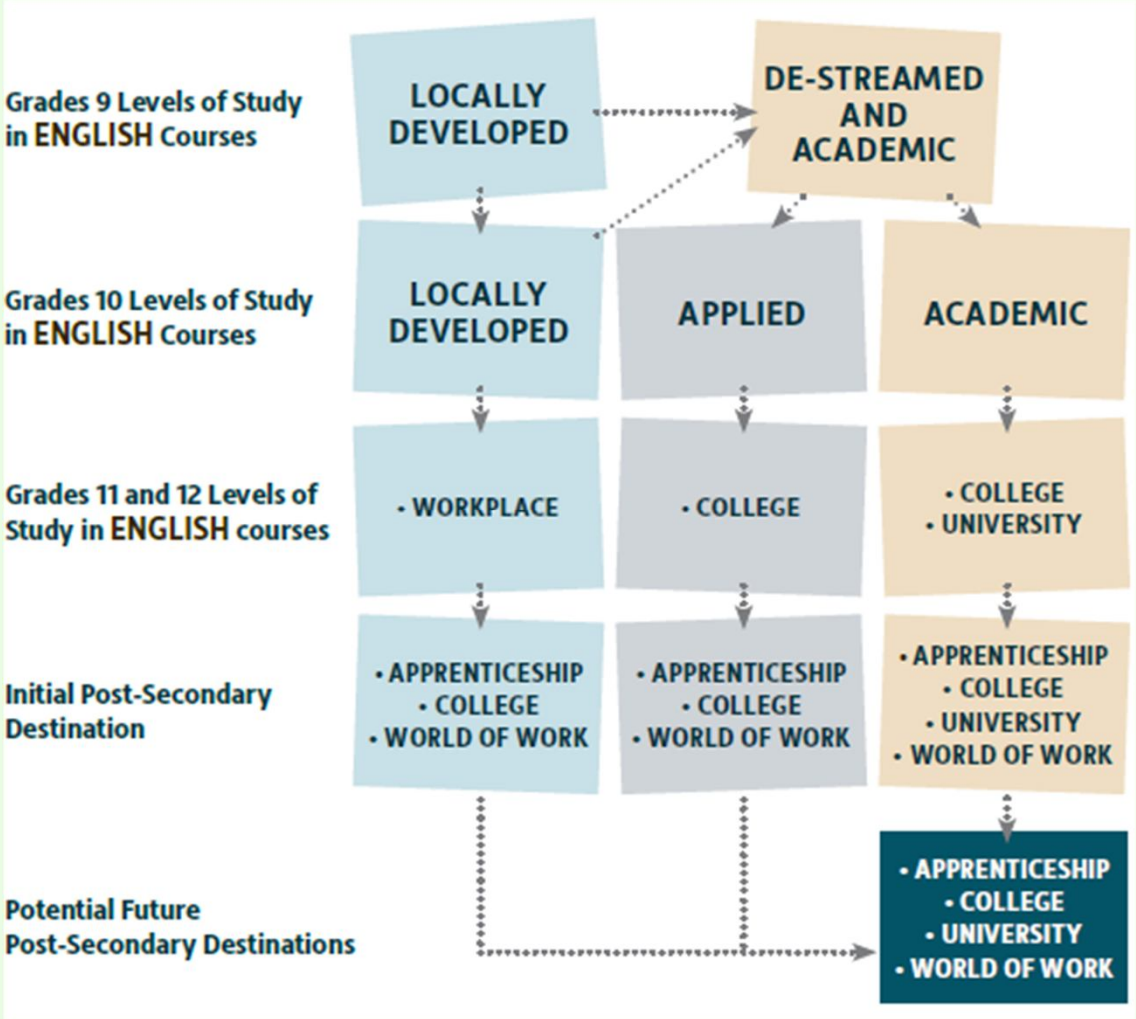 Grades 9 Levels of Study
in ENGLISH Courses
LOCALLY
DEVELOPED
DE-STREAMED
AND
ACADEMIC
Grades 10 Levels of Study
in ENGLISH Courses
LOCALLY
DEVELOPED
APPLIED
ACADEMIC
Grades 11 and 12 Levels of
Study in ENGLISH courses
• WORKPLACE
• COLLEGE
• COLLEGE
• UNIVERSITY
Initial Post-Secondary
Destination
• APPRENTICESHIP
• COLLEGE
• WORLD OF WORK
• APPRENTICESHIP
• COLLEGE
• WORLD OF WORK
• APPRENTICESHIP
• COLLEGE
• UNIVERSITY
• WORLD OF WORK
Potential Future
Post-Secondary Destinations
• APPRENTICESHIP
• COLLEGE
• UNIVERSITY
• WORLD OF WORK